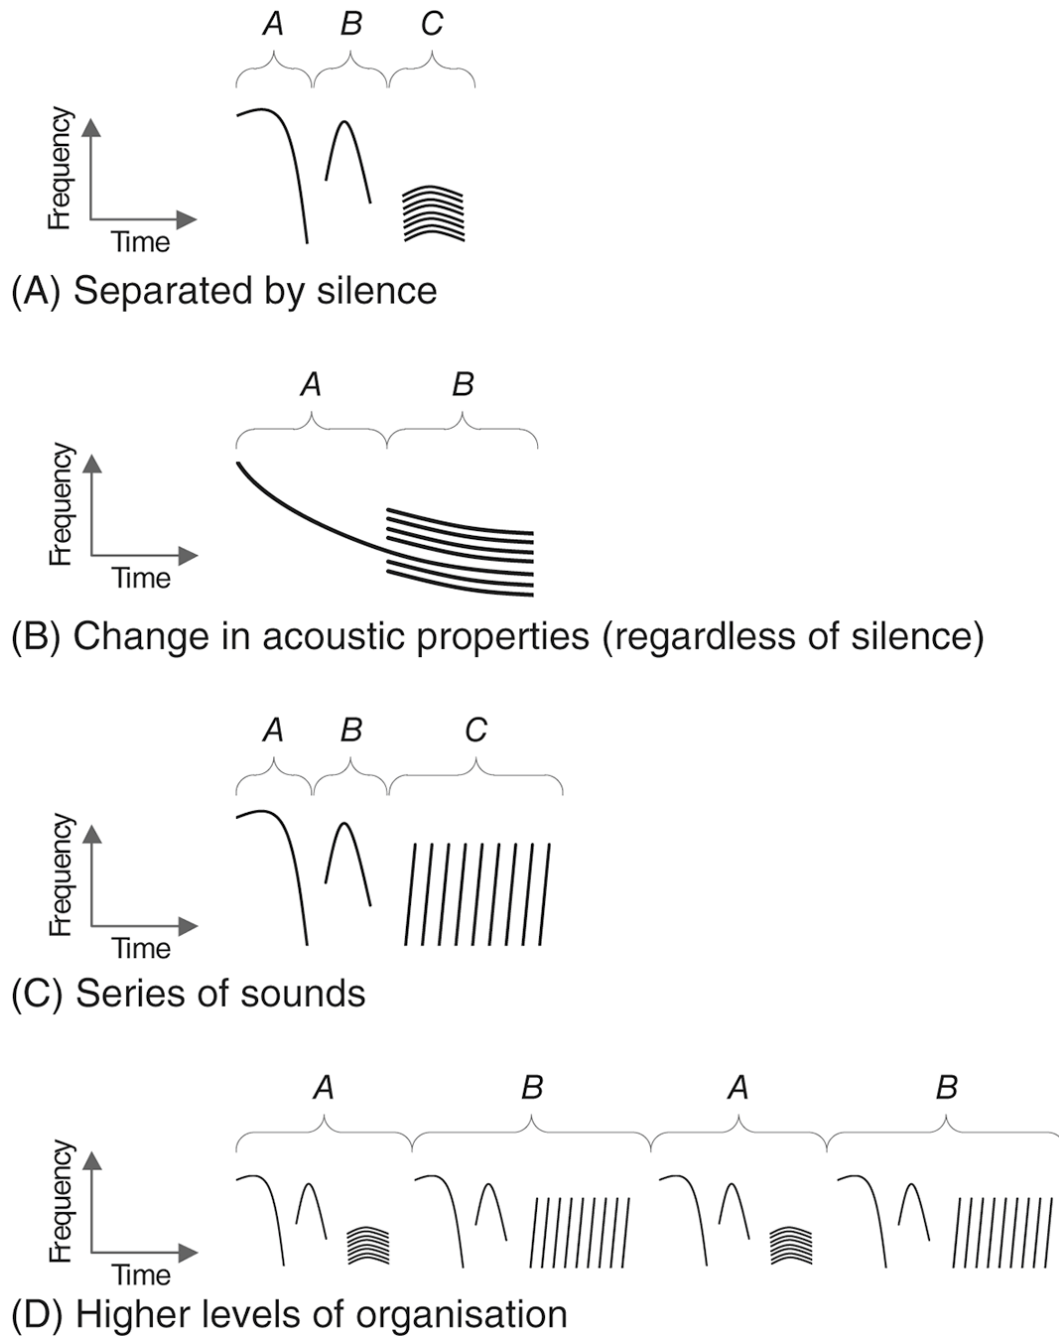 A B C
Frequency
Time
(A) Separated by silence
A B
Frequency
Time
(B) Change in acoustic properties (regardless of silence)
A B C
Frequency
Time
(C) Series of sounds
A B A B
Frequency
Time
(D) Higher levels of organisation